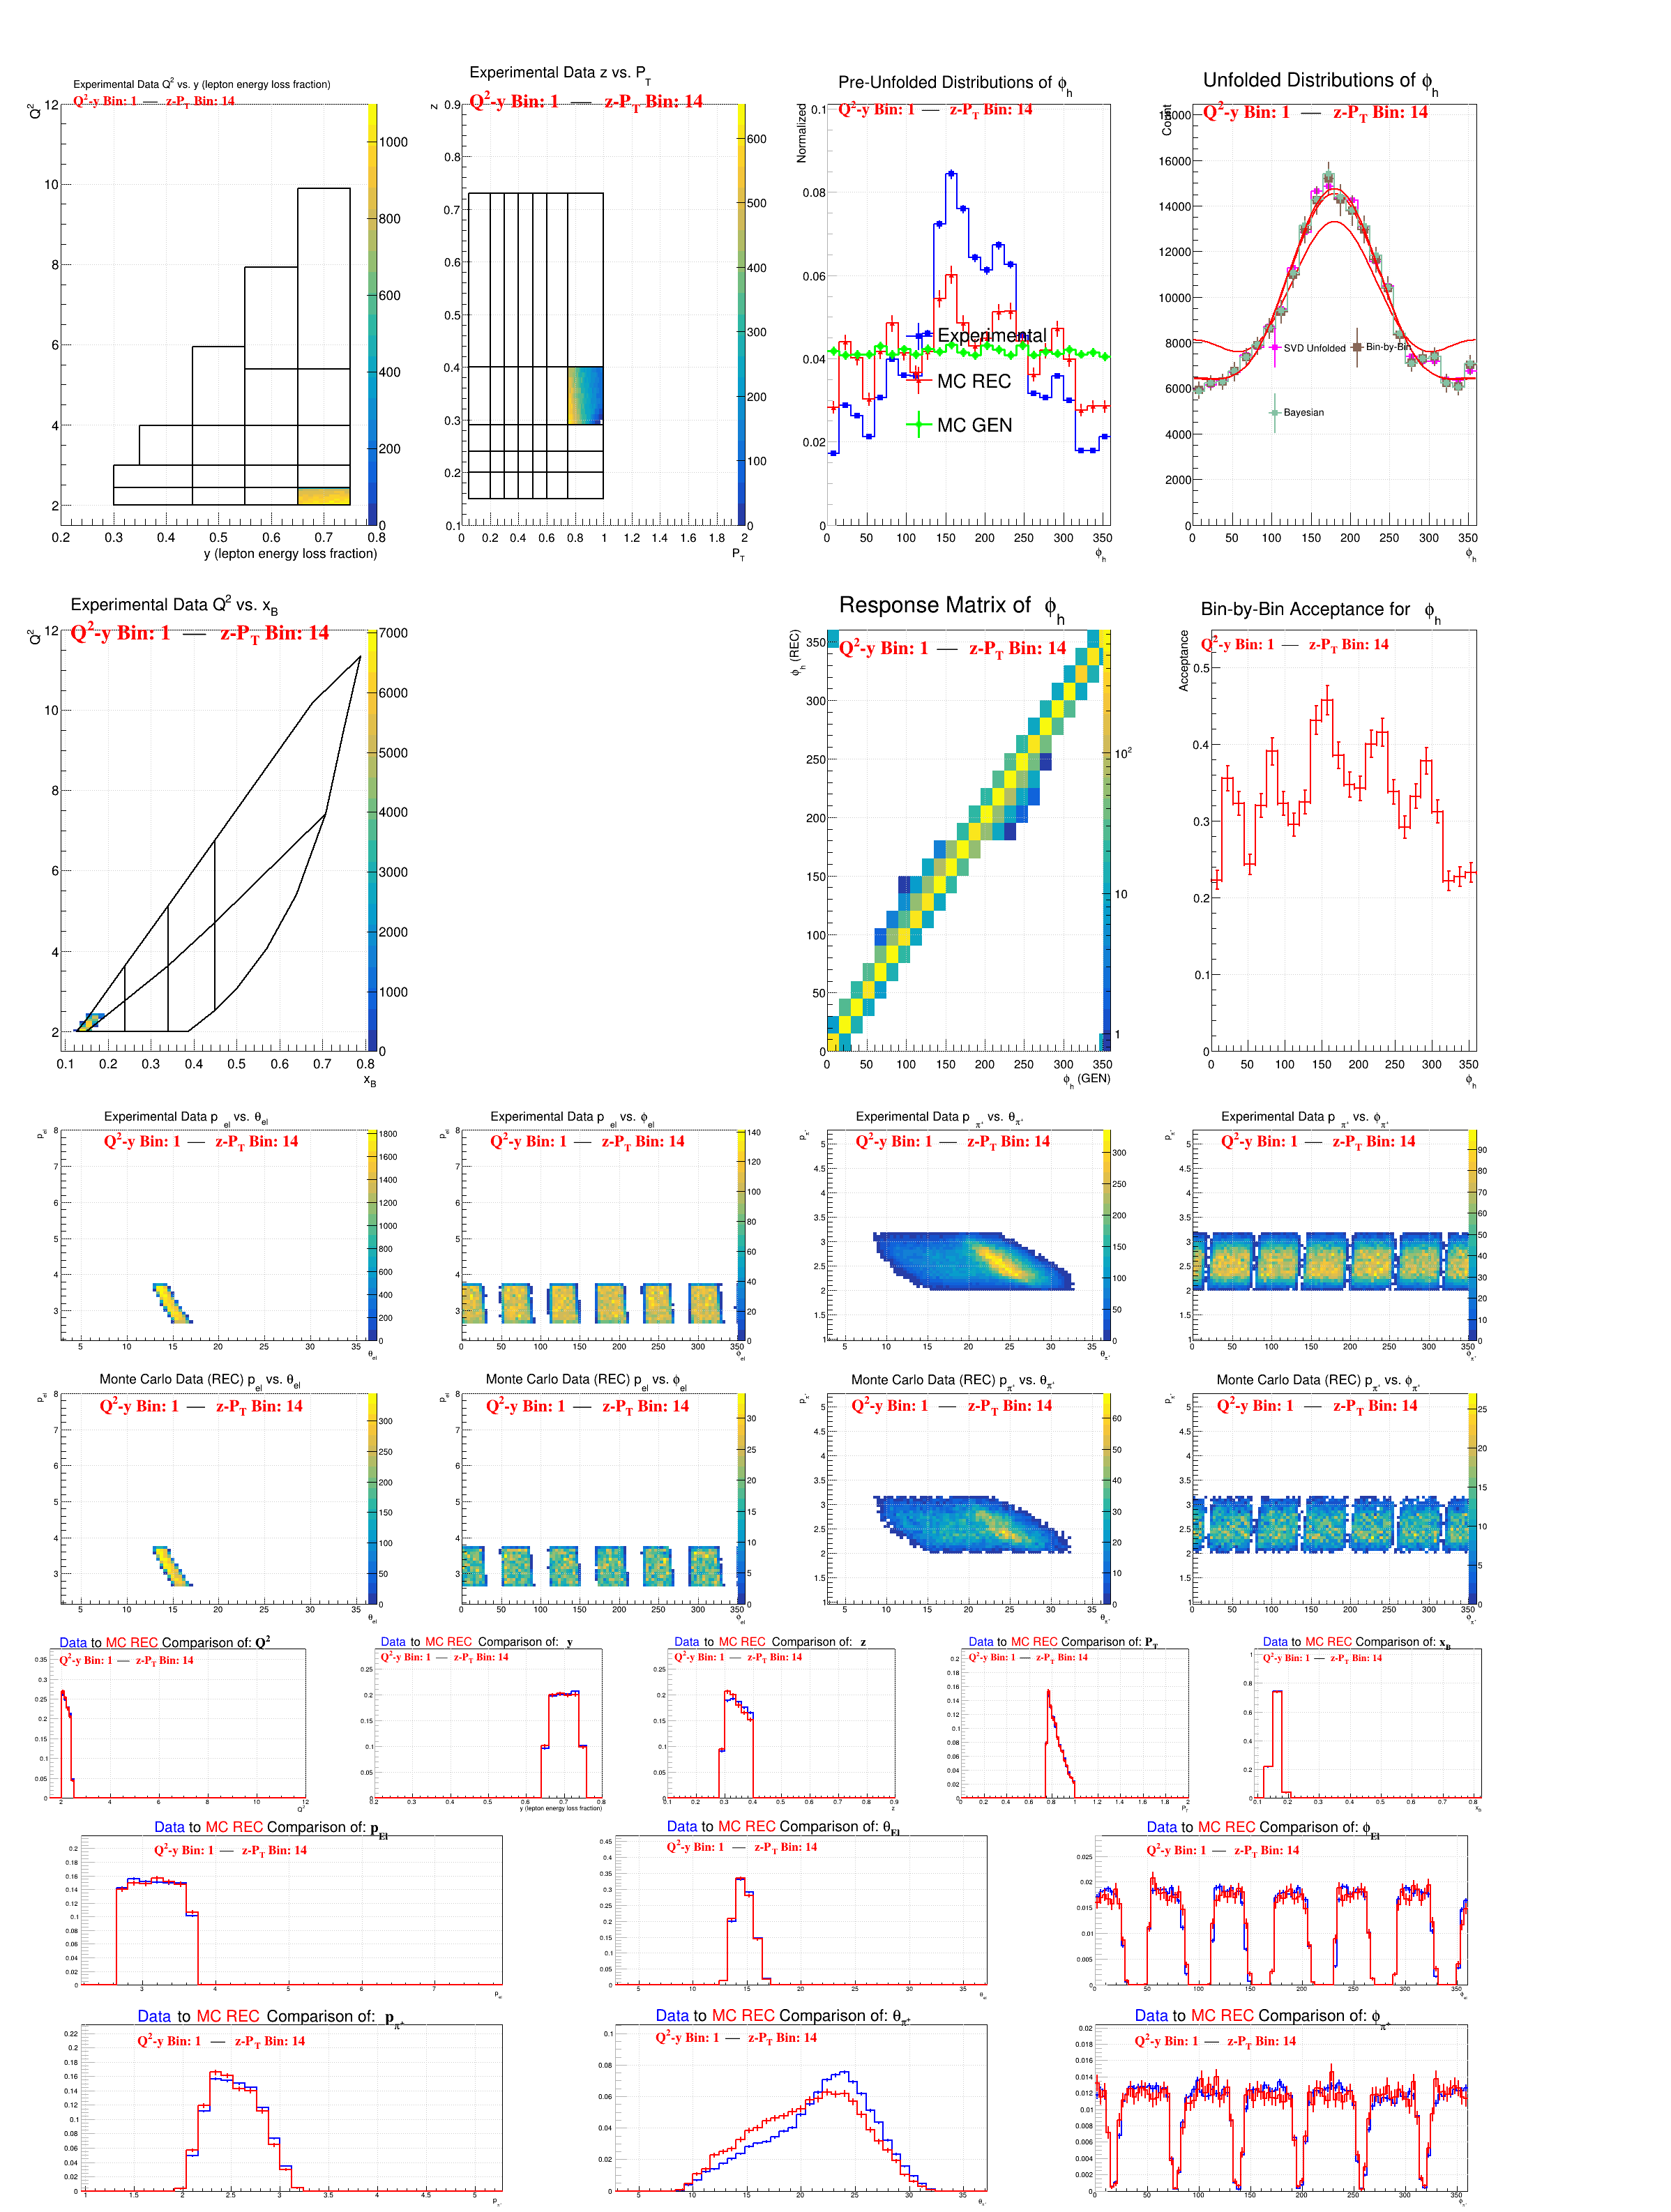 Experimental Data Q² vs. y (lepton energy loss fraction)
Q²-y Bin: 1 — z-P_T Bin: 14
Q²
y (lepton energy loss fraction)
Experimental Data z vs. P_T
Q²-y Bin: 1 — z-P_T Bin: 14
z
P_T
Pre-Unfolded Distributions of ϕ_h
Q²-y Bin: 1 — z-P_T Bin: 14
Normalized
Experimental
MC REC
MC GEN
ϕ_h
Unfolded Distributions of ϕ_h
Q²-y Bin: 1 — z-P_T Bin: 14
Count
SVD Unfolded
Bin-by-Bin
Bayesian
ϕ_h
Experimental Data Q² vs. x_B
Q²-y Bin: 1 — z-P_T Bin: 14
Q²
x_B
Response Matrix of ϕ_h
Q²-y Bin: 1 — z-P_T Bin: 14
ϕ_h (REC)
ϕ_h (GEN)
Bin-by-Bin Acceptance for ϕ_h
Q²-y Bin: 1 — z-P_T Bin: 14
Acceptance
ϕ_h
Experimental Data p_el vs. θ_el
Q²-y Bin: 1 — z-P_T Bin: 14
Experimental Data p_el vs. ϕ_el
Q²-y Bin: 1 — z-P_T Bin: 14
Experimental Data p_π⁺ vs. θ_π⁺
Q²-y Bin: 1 — z-P_T Bin: 14
Experimental Data p_π⁺ vs. ϕ_π⁺
Q²-y Bin: 1 — z-P_T Bin: 14
Monte Carlo Data (REC) p_el vs. θ_el
Q²-y Bin: 1 — z-P_T Bin: 14
Monte Carlo Data (REC) p_el vs. ϕ_el
Q²-y Bin: 1 — z-P_T Bin: 14
Monte Carlo Data (REC) p_π⁺ vs. θ_π⁺
Q²-y Bin: 1 — z-P_T Bin: 14
Monte Carlo Data (REC) p_π⁺ vs. ϕ_π⁺
Q²-y Bin: 1 — z-P_T Bin: 14
Data to MC REC Comparison of: Q²
Q²-y Bin: 1 — z-P_T Bin: 14
Data to MC REC Comparison of: y
Q²-y Bin: 1 — z-P_T Bin: 14
y (lepton energy loss fraction)
Data to MC REC Comparison of: z
Q²-y Bin: 1 — z-P_T Bin: 14
Data to MC REC Comparison of: P_T
Q²-y Bin: 1 — z-P_T Bin: 14
Data to MC REC Comparison of: x_B
Q²-y Bin: 1 — z-P_T Bin: 14
Data to MC REC Comparison of: p_El
Q²-y Bin: 1 — z-P_T Bin: 14
Data to MC REC Comparison of: θ_El
Q²-y Bin: 1 — z-P_T Bin: 14
Data to MC REC Comparison of: ϕ_El
Q²-y Bin: 1 — z-P_T Bin: 14
Data to MC REC Comparison of: p_π⁺
Q²-y Bin: 1 — z-P_T Bin: 14
Data to MC REC Comparison of: θ_π⁺
Q²-y Bin: 1 — z-P_T Bin: 14
Data to MC REC Comparison of: ϕ_π⁺
Q²-y Bin: 1 — z-P_T Bin: 14